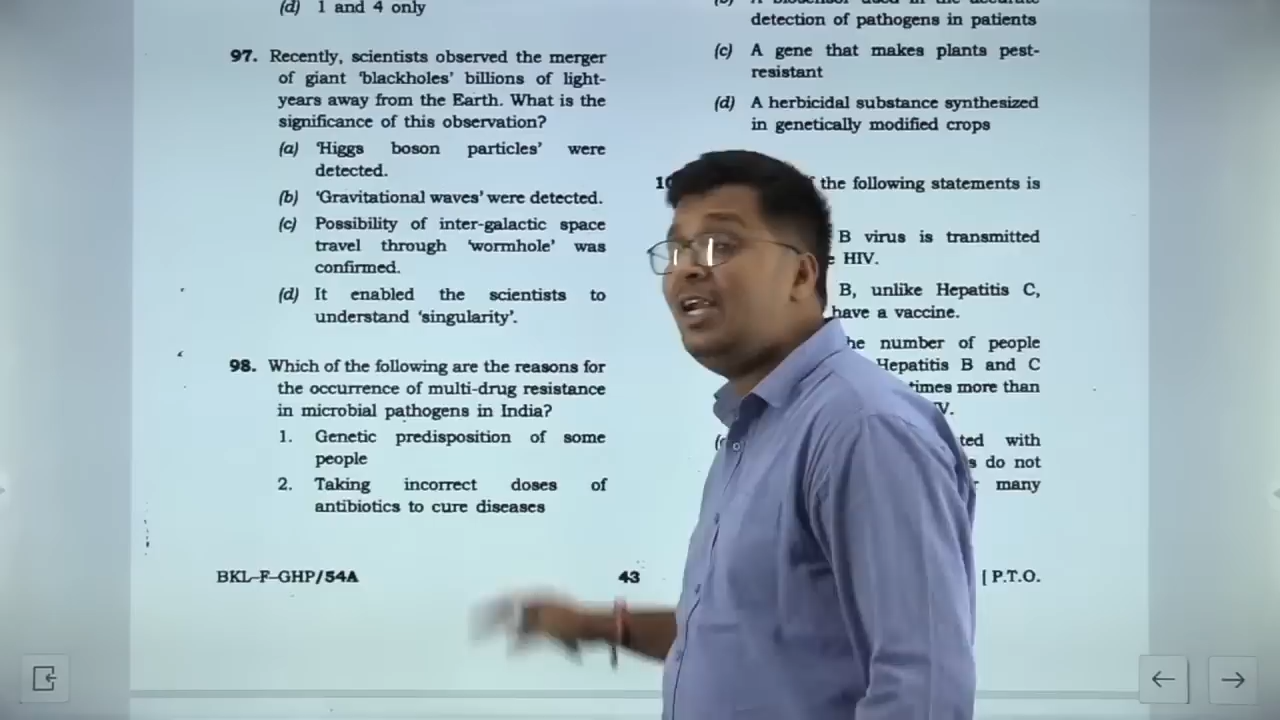 (d) 1 and 4 only
97. Recently, scientists observed the merger
of giant 'blackholes' billions of light-
years away from the Earth. What is the
significance of this observation?
(a) 'Higgs boson particles' were
detected.
(b) 'Gravitational waves' were detected.
(c) Possibility of inter-galactic space
travel through 'wormhole' was
confirmed.
(d) It enabled the scientists to
understand 'singularity'.
98. Which of the following are the reasons for
the occurrence of multi-drug resistance
in microbial pathogens in India?
1. Genetic predisposition of some
people
2. Taking incorrect doses of
antibiotics to cure diseases
detection of pathogens in patients
(c) A gene that makes plants pest-
resistant
(d) A herbicidal substance synthesized
in genetically modified crops
the following statements is
B virus is transmitted
HIV.
B, unlike Hepatitis C,
have a vaccine.
number of people
Hepatitis B and C
times more than
with
do not
many
BKL-F-GHP/54A
43
[ P.T.O.